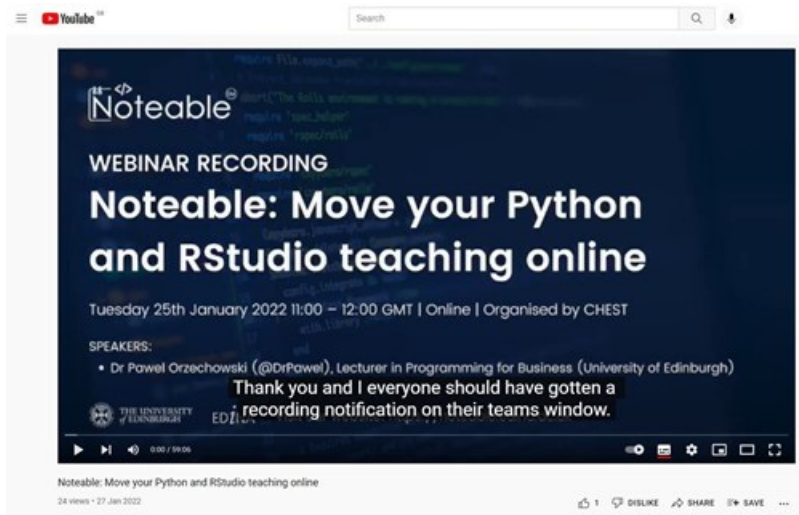 YouTube GB
Search
Noteable
WEBINAR RECORDING
Noteable: Move your Python
and RStudio teaching online
Tuesday 25th January 2022 11:00 – 12:00 GMT | Online | Organised by CHEST
SPEAKERS:
• Dr Pawel Orzechowski (@DrPawel), Lecturer in Programming for Business (University of Edinburgh)
Thank you and I everyone should have gotten a
recording notification on their teams window.
THE UNIVERSITY
of EDINBURGH
EDINA
0:00 / 59:06
Noteable: Move your Python and RStudio teaching online
24 views • 27 Jan 2022
1 DISLIKE SHARE SAVE